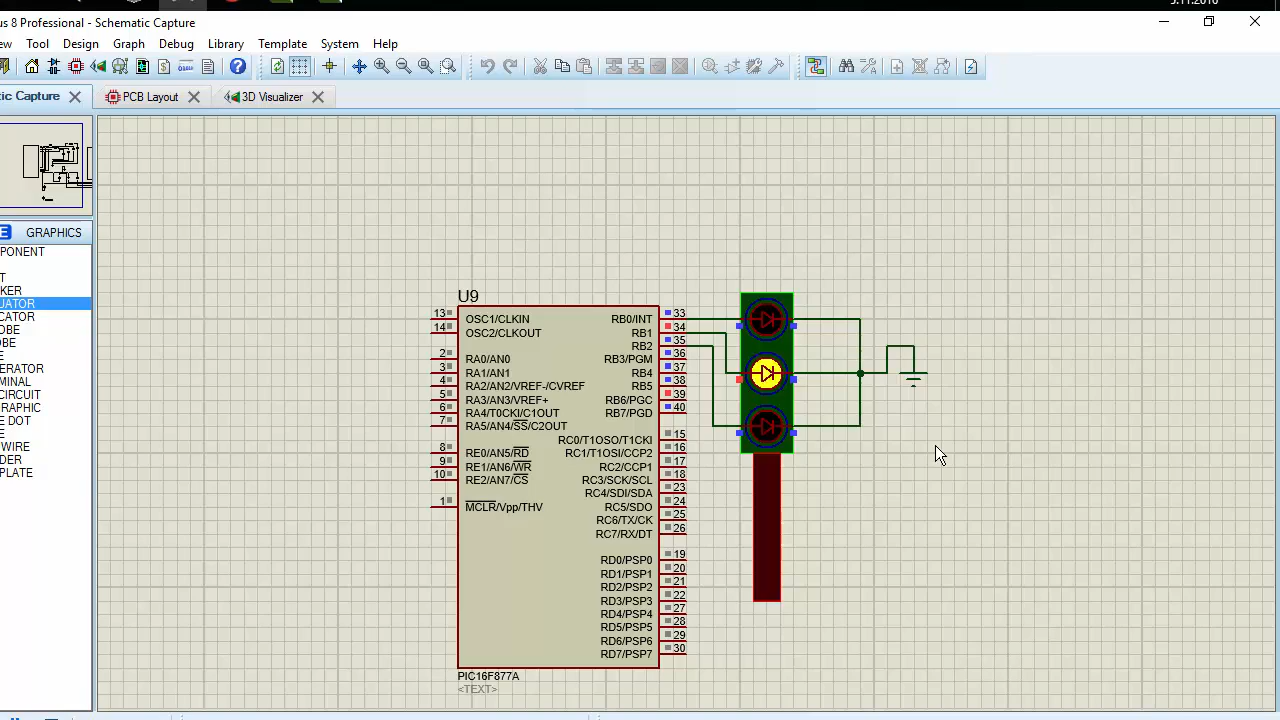 us 8 Professional - Schematic Capture
ew Tool Design Graph Debug Library Template System Help
tic Capture PCB Layout 3D Visualizer
E GRAPHICS
PONENT
T
KER
UATOR
CATOR
OBE
OBE
E
ERATOR
MINAL
CIRCUIT
GRAPHIC
E DOT
E
WIRE
DER
PLATE
U9
13 OSC1/CLKIN
14 OSC2/CLKOUT
2 RA0/AN0
3 RA1/AN1
4 RA2/AN2/VREF-/CVREF
5 RA3/AN3/VREF+
6 RA4/T0CKI/C1OUT
7 RA5/AN4/SS/C2OUT
8 RE0/AN5/RD
9 RE1/AN6/WR
10 RE2/AN7/CS
1 MCLR/Vpp/THV
RB0/INT 33
RB1 34
RB2 35
RB3/PGM 36
RB4 37
RB5 38
RB6/PGC 39
RB7/PGD 40
RC0/T1OSO/T1CKI 15
RC1/T1OSI/CCP2 16
RC2/CCP1 17
RC3/SCK/SCL 18
RC4/SDI/SDA 23
RC5/SDO 24
RC6/TX/CK 25
RC7/RX/DT 26
RD0/PSP0 19
RD1/PSP1 20
RD2/PSP2 21
RD3/PSP3 22
RD4/PSP4 27
RD5/PSP5 28
RD6/PSP6 29
RD7/PSP7 30
PIC16F877A
<TEXT>